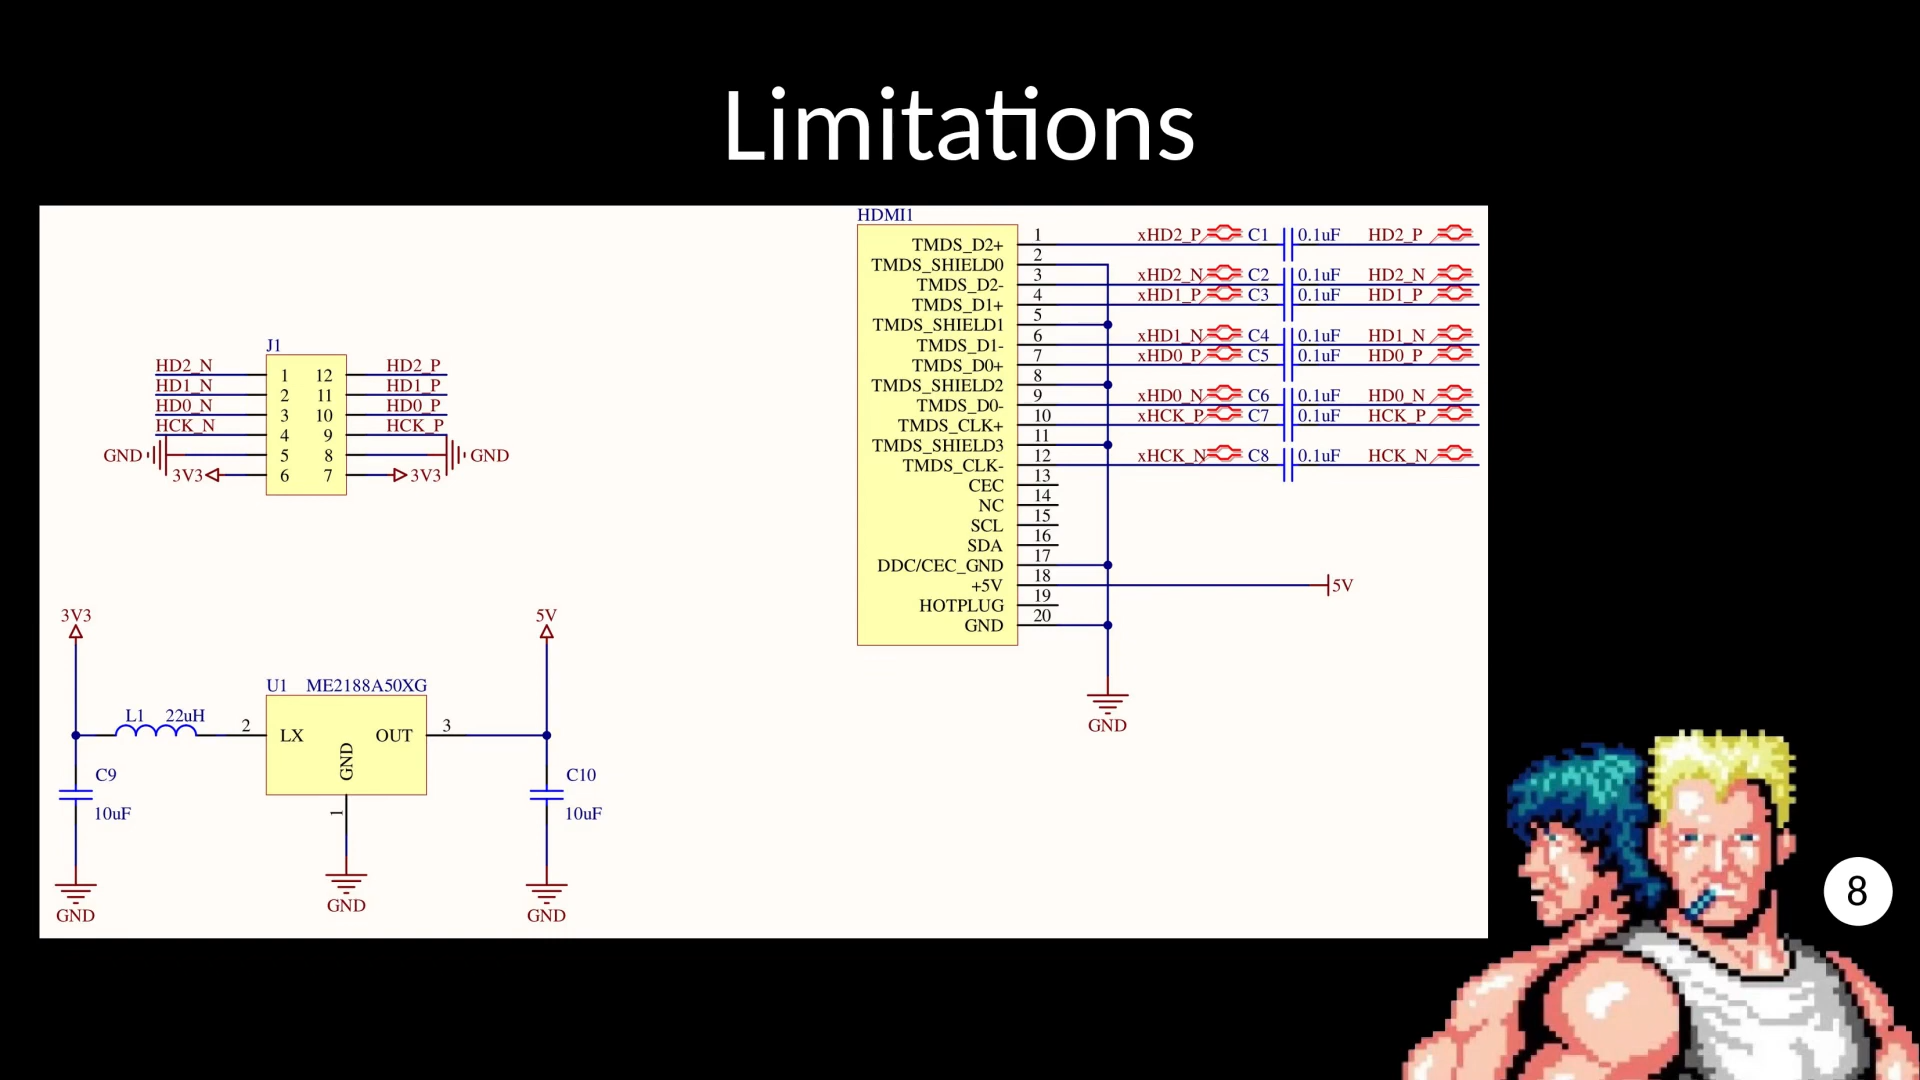 Limitations
HDMI1
TMDS_D2+ 1 xHD2_P C1 0.1uF HD2_P
TMDS_SHIELD0 2
TMDS_D2- 3 xHD2_N C2 0.1uF HD2_N
TMDS_D1+ 4 xHD1_P C3 0.1uF HD1_P
TMDS_SHIELD1 5
TMDS_D1- 6 xHD1_N C4 0.1uF HD1_N
TMDS_D0+ 7 xHD0_P C5 0.1uF HD0_P
TMDS_SHIELD2 8
TMDS_D0- 9 xHD0_N C6 0.1uF HD0_N
TMDS_CLK+ 10 xHCK_P C7 0.1uF HCK_P
TMDS_SHIELD3 11
TMDS_CLK- 12 xHCK_N C8 0.1uF HCK_N
CEC 13
NC 14
SCL 15
SDA 16
DDC/CEC_GND 17
+5V 18 5V
HOTPLUG 19
GND 20
GND
J1
HD2_N 1 12 HD2_P
HD1_N 2 11 HD1_P
HD0_N 3 10 HD0_P
HCK_N 4 9 HCK_P
GND 5 8 GND
3V3 6 7 3V3
3V3
5V
U1 ME2188A50XG
L1 22uH 2 LX OUT 3
GND
1
C9
10uF
C10
10uF
GND
GND
GND
8